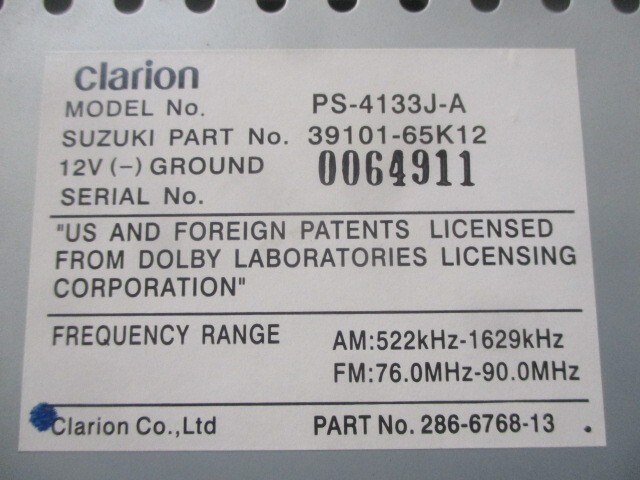 clarion
MODEL No. PS-4133J-A
SUZUKI PART No. 39101-65K12
12V (-) GROUND 0064911
SERIAL No.
"US AND FOREIGN PATENTS LICENSED
FROM DOLBY LABORATORIES LICENSING
CORPORATION"
FREQUENCY RANGE AM:522kHz-1629kHz
FM:76.0MHz-90.0MHz
Clarion Co.,Ltd PART No. 286-6768-13 .